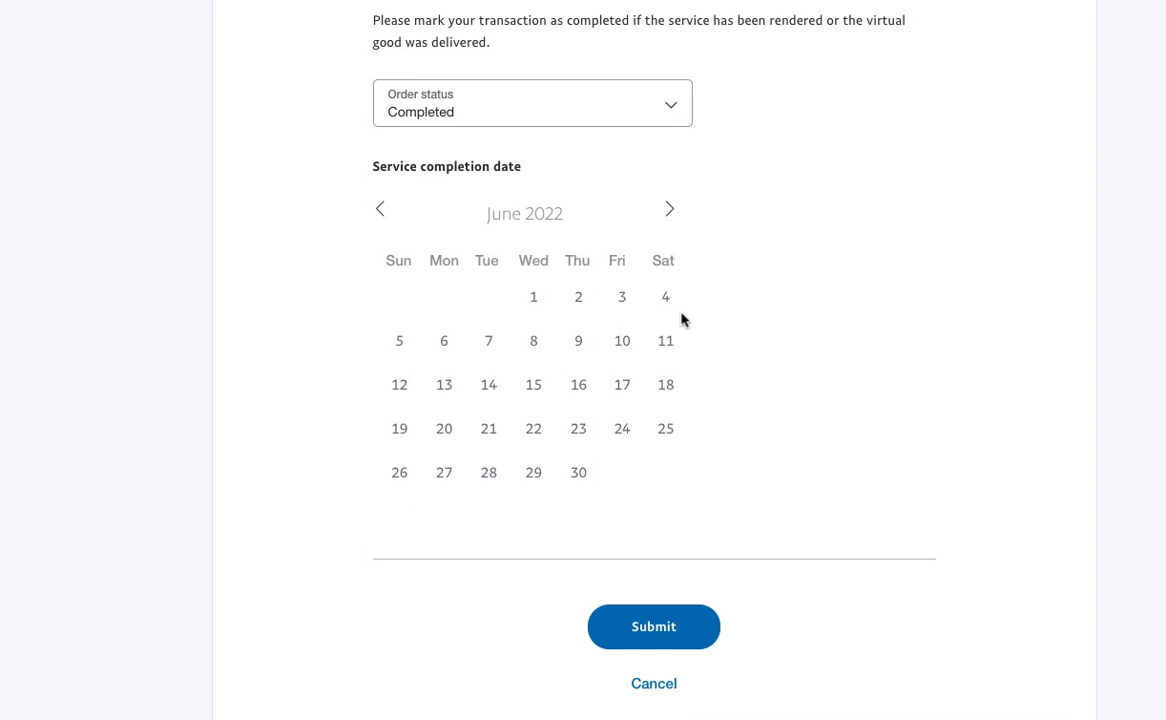 Please mark your transaction as completed if the service has been rendered or the virtual
good was delivered.
Order status
Completed
Service completion date
June 2022
Sun Mon Tue Wed Thu Fri Sat
1 2 3 4
5 6 7 8 9 10 11
12 13 14 15 16 17 18
19 20 21 22 23 24 25
26 27 28 29 30
Submit
Cancel